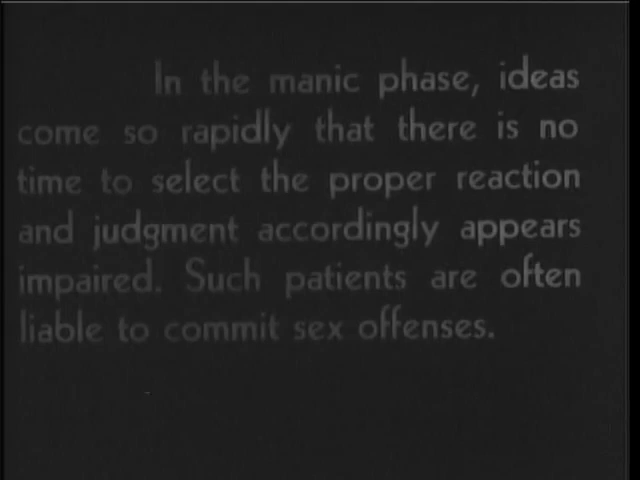 In the manic phase, ideas
come so rapidly that there is no
time to select the proper reaction
and judgment accordingly appears
impaired. Such patients are often
liable to commit sex offenses.